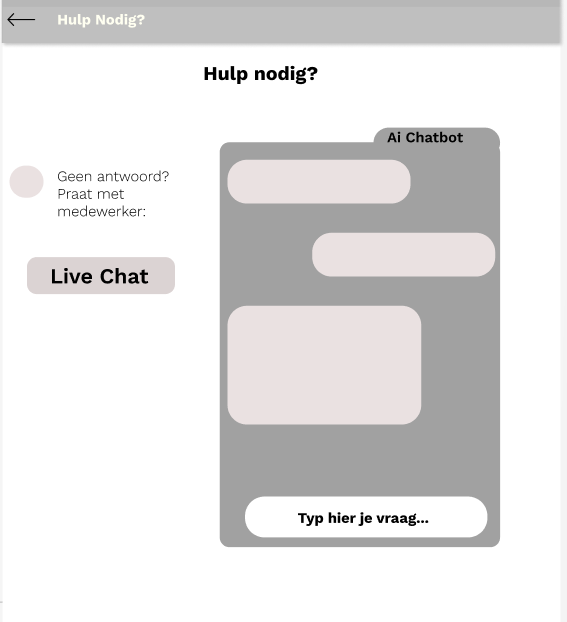 Hulp Nodig?
Hulp nodig?
Ai Chatbot
Geen antwoord?
Praat met
medewerker:
Live Chat
Typ hier je vraag...